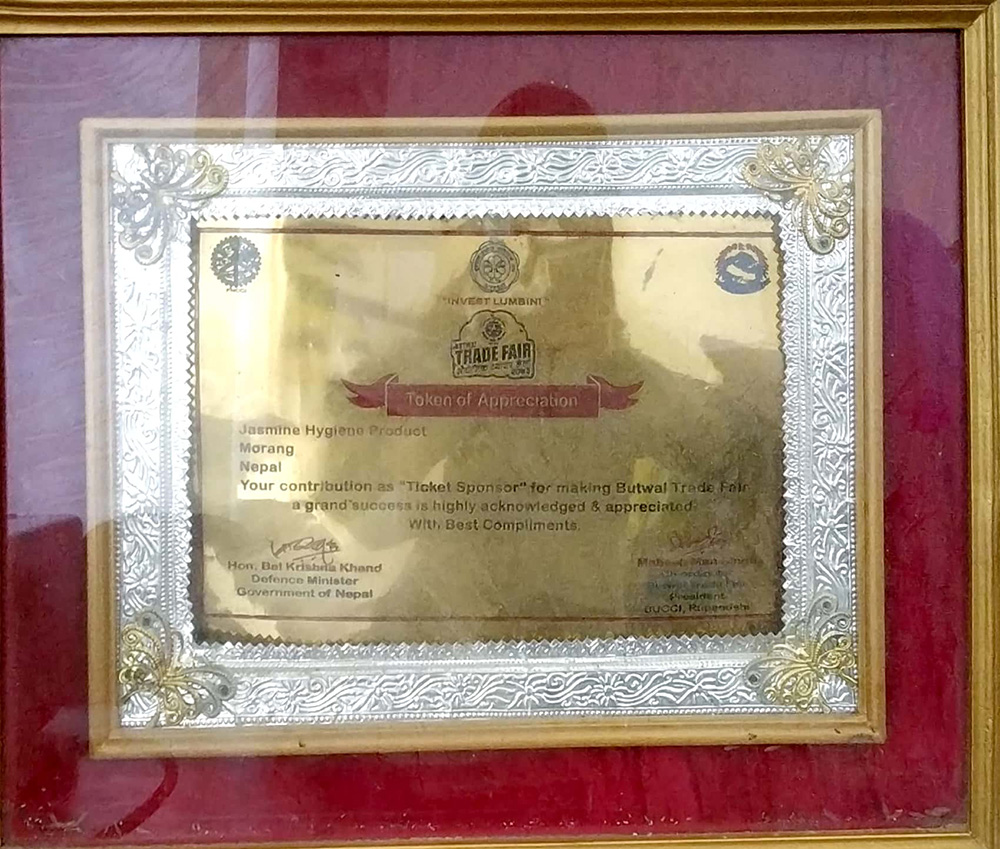 "INVEST LUMBINI"
TRADE FAIR
Token of Appreciation
Jasmine Hygiene Product
Morang
Nepal
Your contribution as "Ticket Sponsor" for making Butwal Trade Fair
a grand success is highly acknowledged & appreciated.
With Best Compliments.
Hon. Bal Krishna Khand
Defence Minister
Government of Nepal
President
Rupandehi